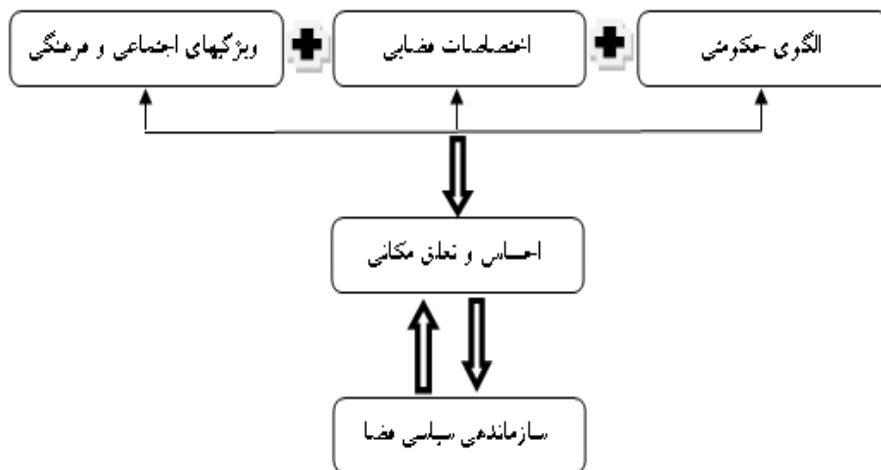 الگوی حکومتی
اختصاصات فضایی
ویژگیهای اجتماعی و فرهنگی
احساس و تعلق مکانی
سازماندهی سیاسی فضا